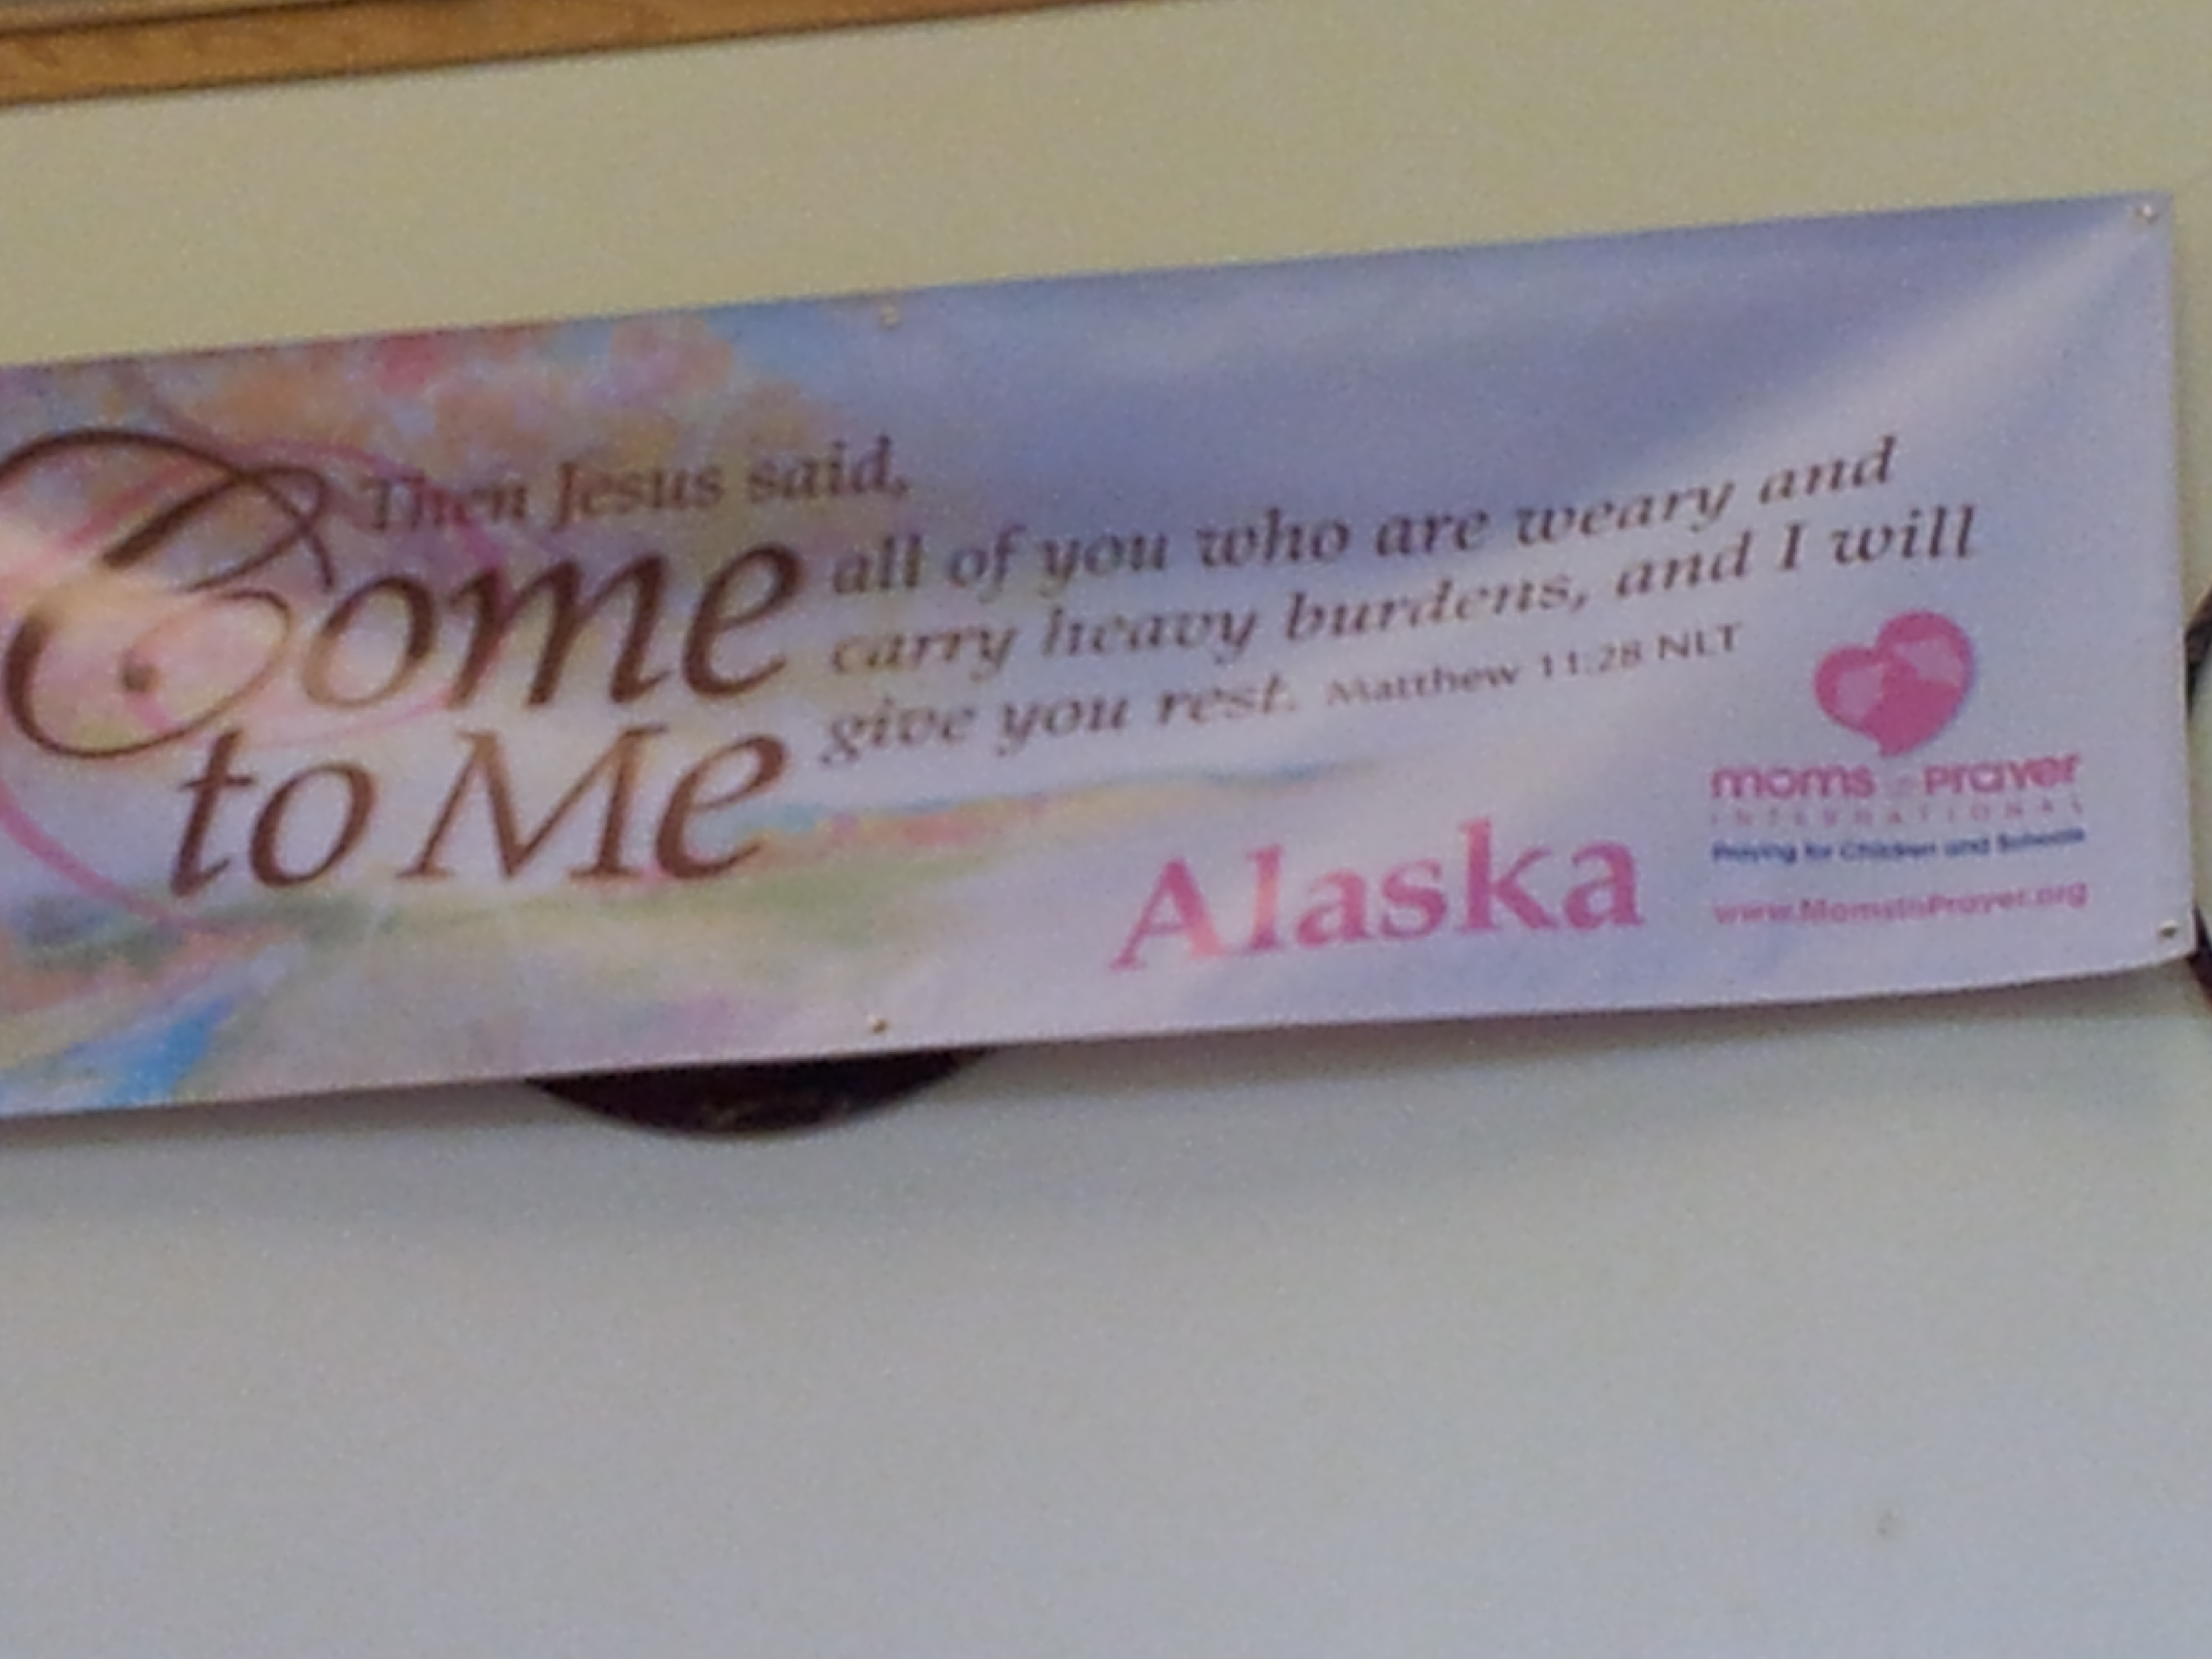 Then Jesus said,
Come
to Me
all of you who are weary and
carry heavy burdens, and I will
give you rest. Matthew 11:28 NLT
Alaska
moms in prayer
INTERNATIONAL
Praying for Children and Schools
www.MomsInPrayer.org